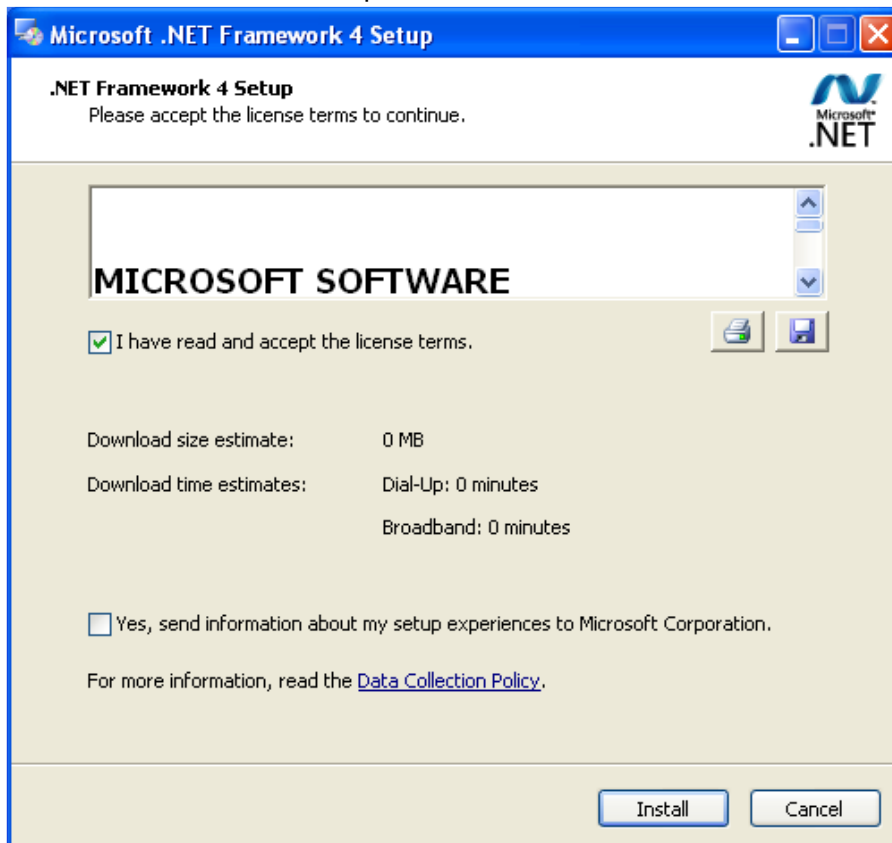 Microsoft .NET Framework 4 Setup
.NET Framework 4 Setup
Please accept the license terms to continue.
Microsoft®
.NET
MICROSOFT SOFTWARE
I have read and accept the license terms.
Download size estimate: 0 MB
Download time estimates: Dial-Up: 0 minutes
Broadband: 0 minutes
Yes, send information about my setup experiences to Microsoft Corporation.
For more information, read the Data Collection Policy.
Install Cancel